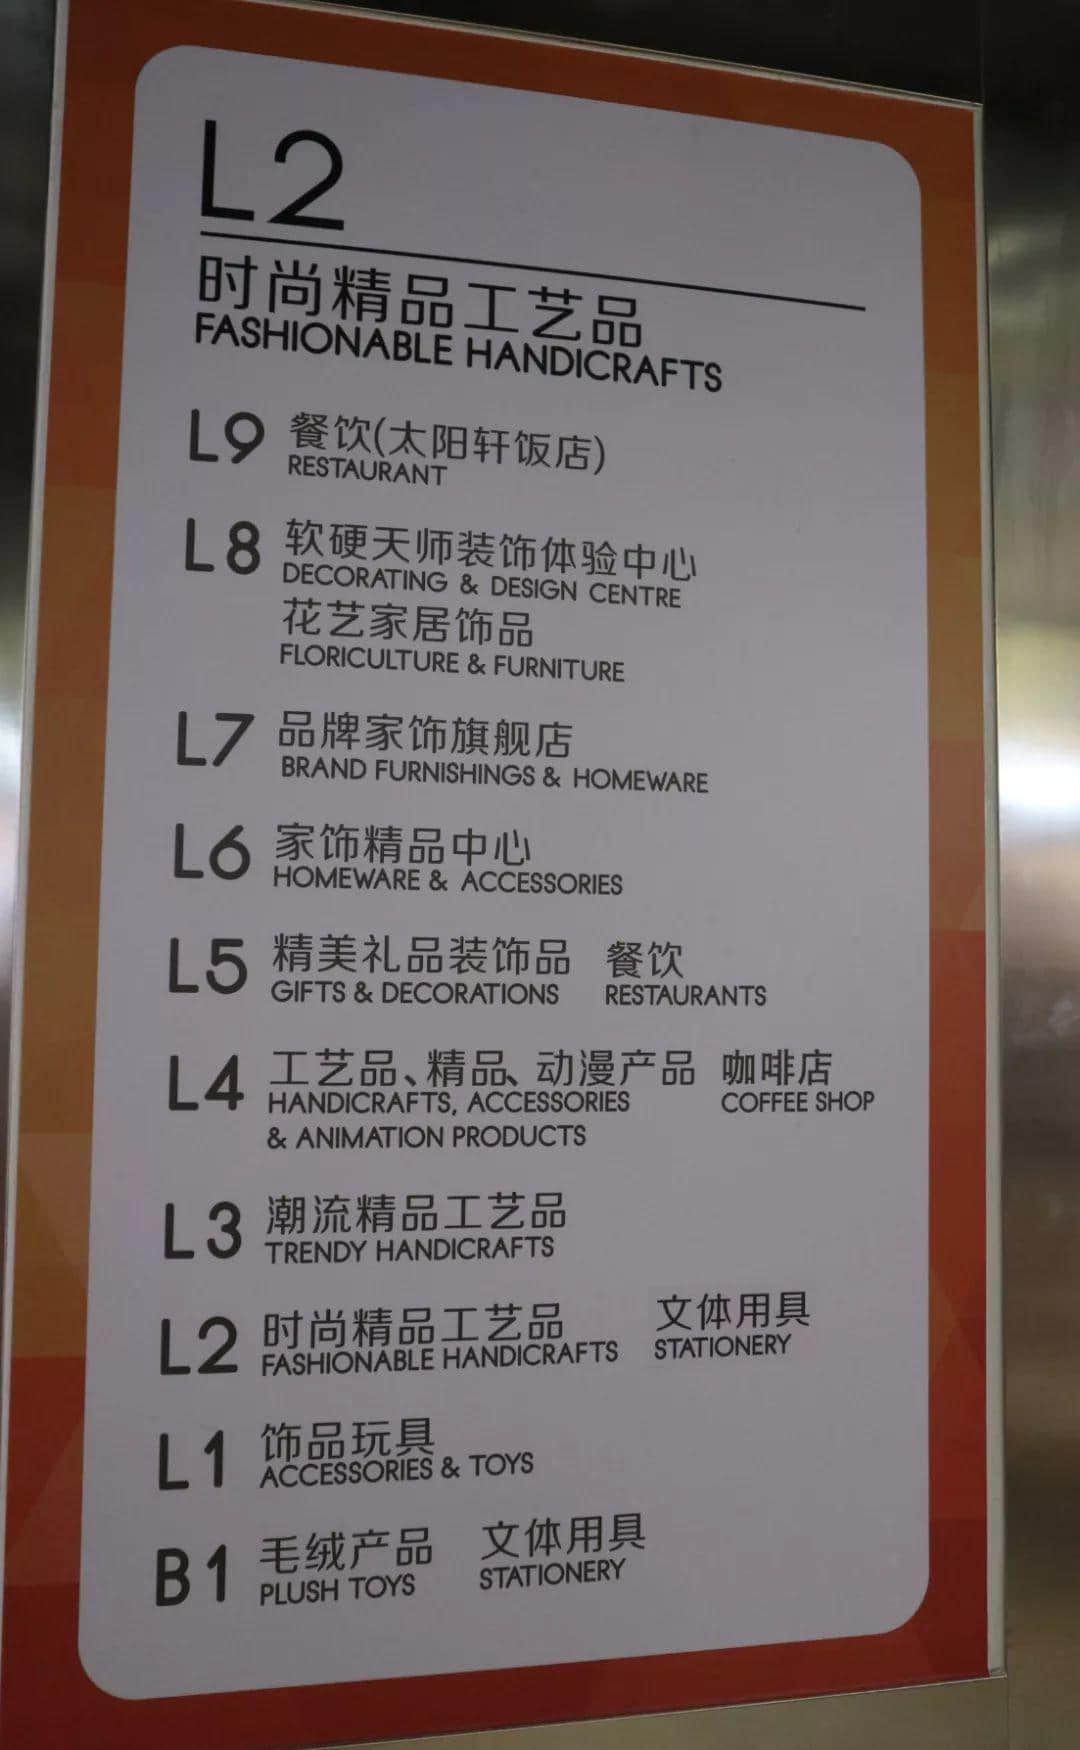 L2
时尚精品工艺品
FASHIONABLE HANDICRAFTS
L9 餐饮(太阳轩饭店)
RESTAURANT
L8 软硬天师装饰体验中心
DECORATING & DESIGN CENTRE
花艺家居饰品
FLORICULTURE & FURNITURE
L7 品牌家饰旗舰店
BRAND FURNISHINGS & HOMEWARE
L6 家饰精品中心
HOMEWARE & ACCESSORIES
L5 精美礼品装饰品 餐饮
GIFTS & DECORATIONS RESTAURANTS
L4 工艺品、精品、动漫产品 咖啡店
HANDICRAFTS, ACCESSORIES COFFEE SHOP
& ANIMATION PRODUCTS
L3 潮流精品工艺品
TRENDY HANDICRAFTS
L2 时尚精品工艺品 文体用具
FASHIONABLE HANDICRAFTS STATIONERY
L1 饰品玩具
ACCESSORIES & TOYS
B1 毛绒产品 文体用具
PLUSH TOYS STATIONERY